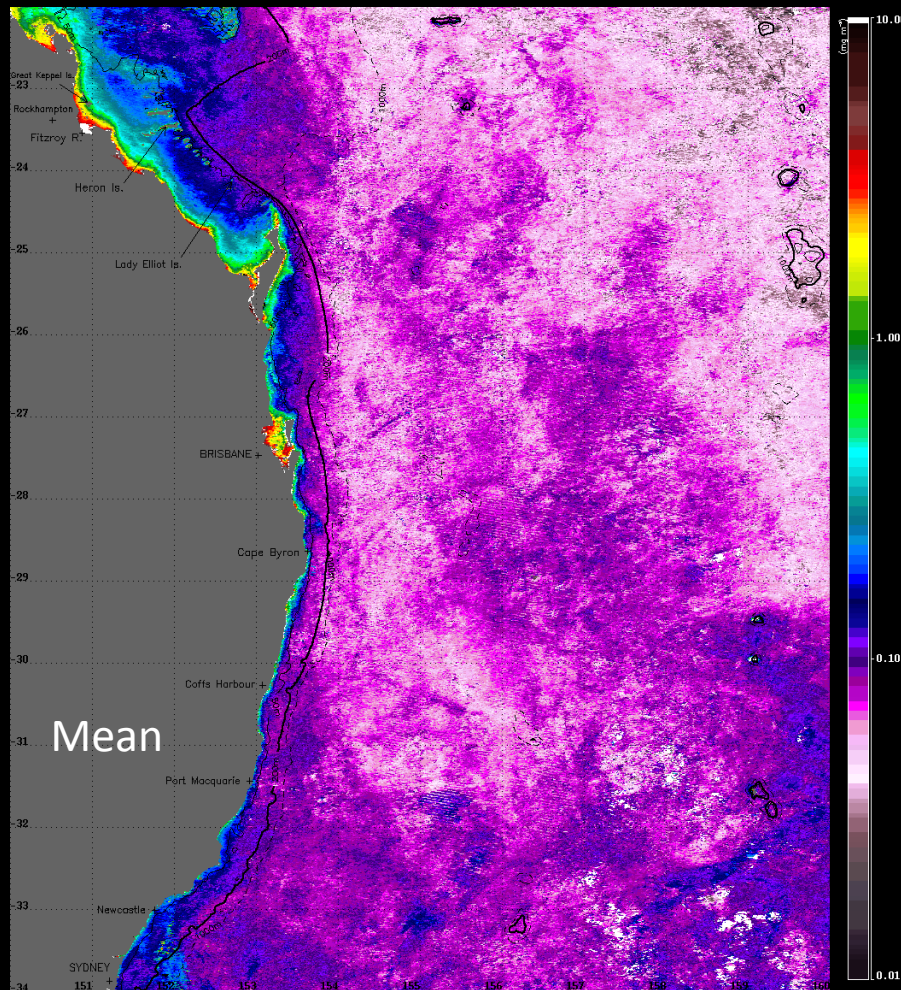 10.0
(mg m⁻³)
1.00
0.10
0.01
-23
-24
-25
-26
-27
-28
-29
-30
-31
-32
-33
-34
Great Keppel Is.
Rockhampton
Fitzroy R.
Heron Is.
Lady Elliot Is.
BRISBANE
Cape Byron
Coffs Harbour
Port Macquarie
Newcastle
SYDNEY
1000m
Mean
151 152 153 154 155 156 157 158 159 160